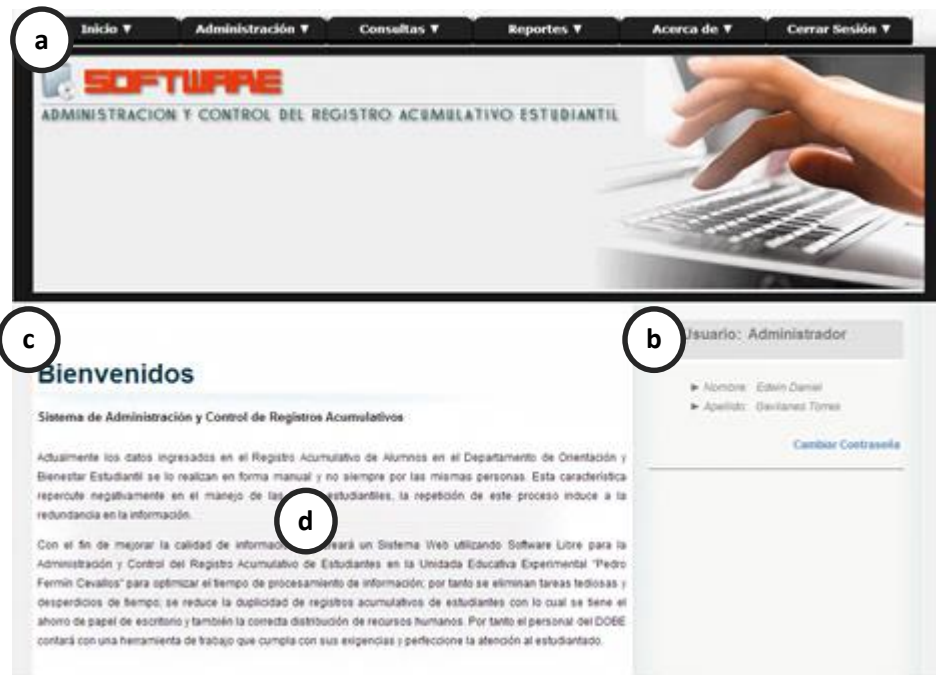 a
Inicio ▼ Administración ▼ Consultas ▼ Reportes ▼ Acerca de ▼ Cerrar Sesión ▼
SOFTWARE
ADMINISTRACION Y CONTROL DEL REGISTRO ACUMULATIVO ESTUDIANTIL
c
b
Usuario: Administrador
Bienvenidos
► Nombre: Edwin Daniel
► Apellido: Gavilanes Torres
Cambiar Contraseña
Sistema de Administración y Control de Registros Acumulativos
Actualmente los datos ingresados en el Registro Acumulativo de Alumnos en el Departamento de Orientación y
Bienestar Estudiantil se lo realizan en forma manual y no siempre por las mismas personas. Esta característica
repercute negativamente en el manejo de las estudiantiles, la repetición de este proceso induce a la
redundancia en la información.
d
Con el fin de mejorar la calidad de información creará un Sistema Web utilizando Software Libre para la
Administración y Control del Registro Acumulativo de Estudiantes en la Unidada Educativa Experimental "Pedro
Fermín Cevallos" para optimizar el tiempo de procesamiento de información; por tanto se eliminan tareas tediosas y
desperdicios de tiempo; se reduce la duplicidad de registros acumulativos de estudiantes con lo cual se tiene el
ahorro de papel de escritorio y también la correcta distribución de recursos humanos. Por tanto el personal del DOBE
contará con una herramienta de trabajo que cumpla con sus exigencias y perfeccione la atención al estudiantado.